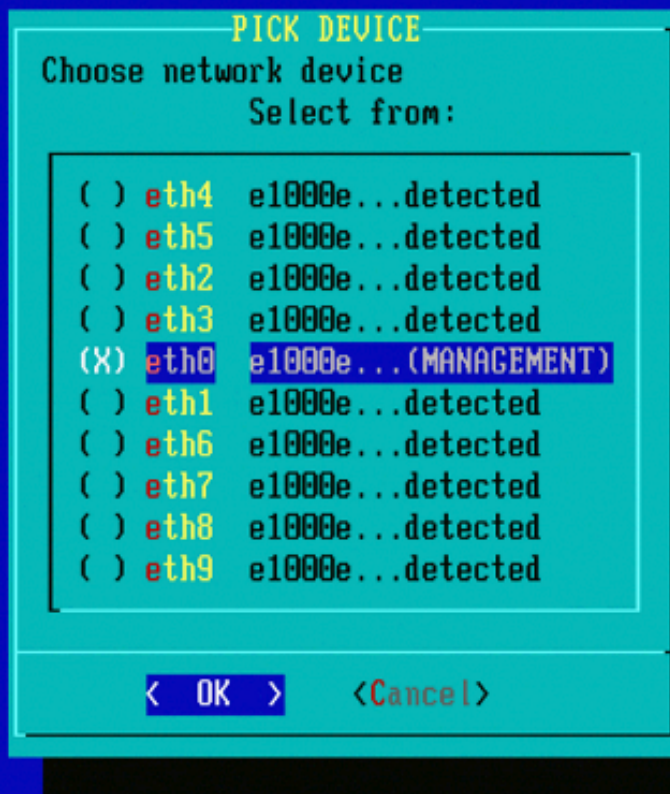 PICK DEVICE
Choose network device
Select from:
( ) eth4 e1000e...detected
( ) eth5 e1000e...detected
( ) eth2 e1000e...detected
( ) eth3 e1000e...detected
(X) eth0 e1000e...(MANAGEMENT)
( ) eth1 e1000e...detected
( ) eth6 e1000e...detected
( ) eth7 e1000e...detected
( ) eth8 e1000e...detected
( ) eth9 e1000e...detected
< OK > <Cancel>